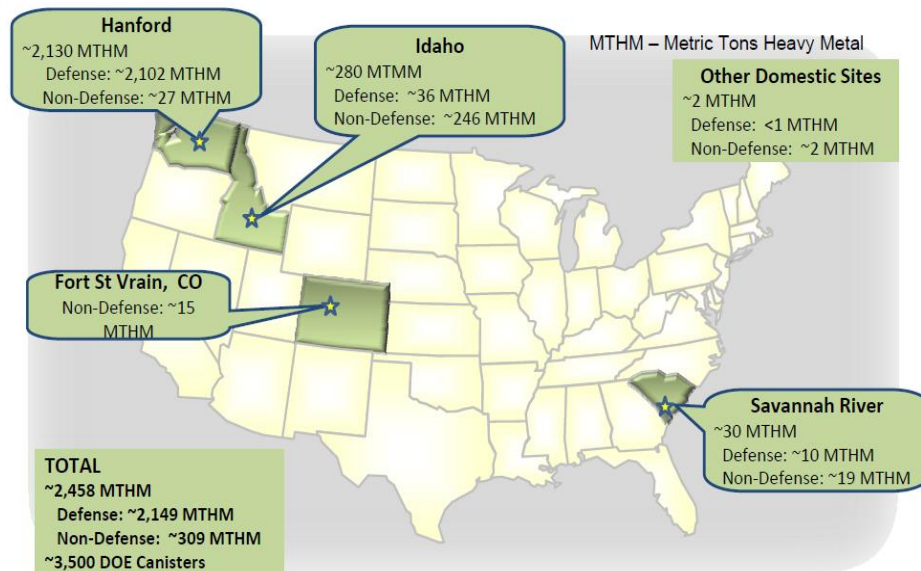 Hanford
~2,130 MTHM
Defense: ~2,102 MTHM
Non-Defense: ~27 MTHM
Idaho
~280 MTMM
Defense: ~36 MTHM
Non-Defense: ~246 MTHM
MTHM – Metric Tons Heavy Metal
Other Domestic Sites
~2 MTHM
Defense: <1 MTHM
Non-Defense: ~2 MTHM
Fort St Vrain, CO
Non-Defense: ~15
MTHM
Savannah River
~30 MTHM
Defense: ~10 MTHM
Non-Defense: ~19 MTHM
TOTAL
~2,458 MTHM
Defense: ~2,149 MTHM
Non-Defense: ~309 MTHM
~3,500 DOE Canisters